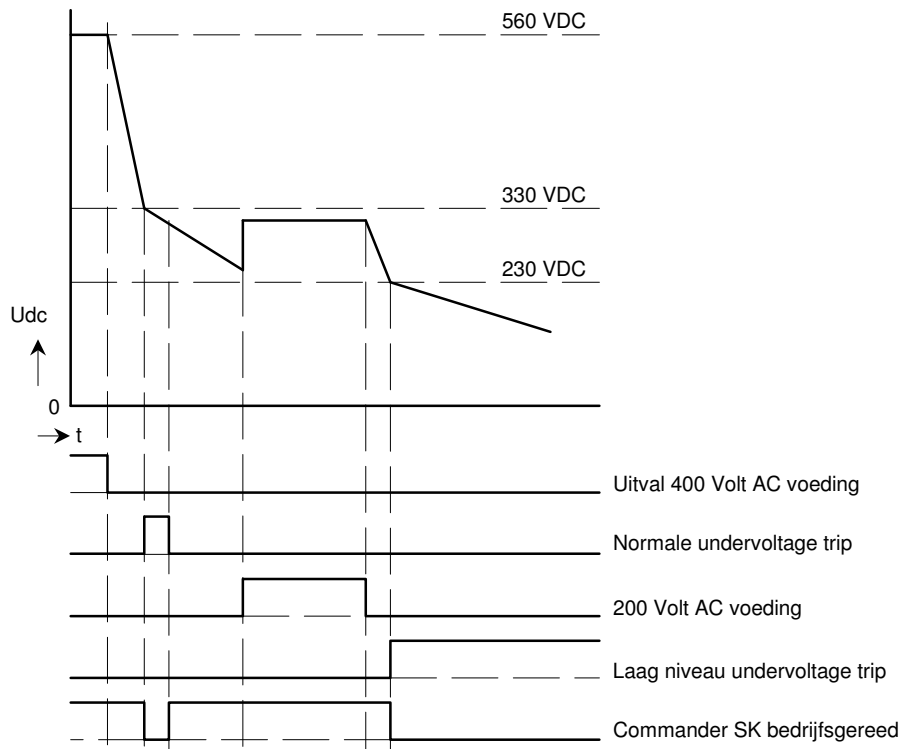 560 VDC
330 VDC
230 VDC
Udc
0
t
Uitval 400 Volt AC voeding
Normale undervoltage trip
200 Volt AC voeding
Laag niveau undervoltage trip
Commander SK bedrijfsgereed